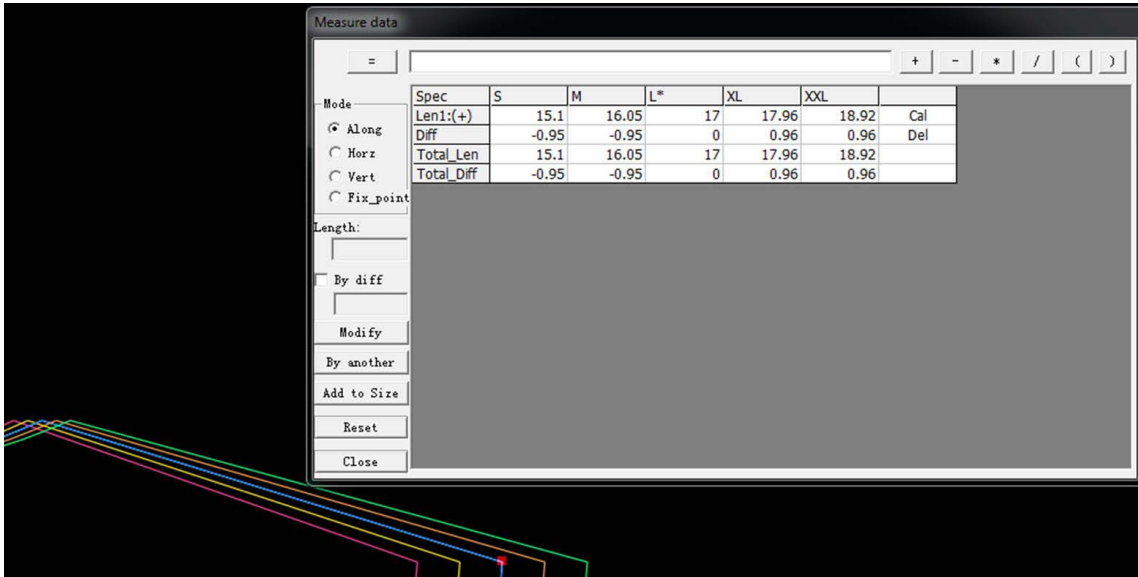 Measure data
= + - * / ( )
Mode
Along
Horz
Vert
Fix_point
Length:
By diff
Modify
By another
Add to Size
Reset
Close
Spec S M L* XL XXL
Len1:(+) 15.1 16.05 17 17.96 18.92 Cal
Diff -0.95 -0.95 0 0.96 0.96 Del
Total_Len 15.1 16.05 17 17.96 18.92
Total_Diff -0.95 -0.95 0 0.96 0.96